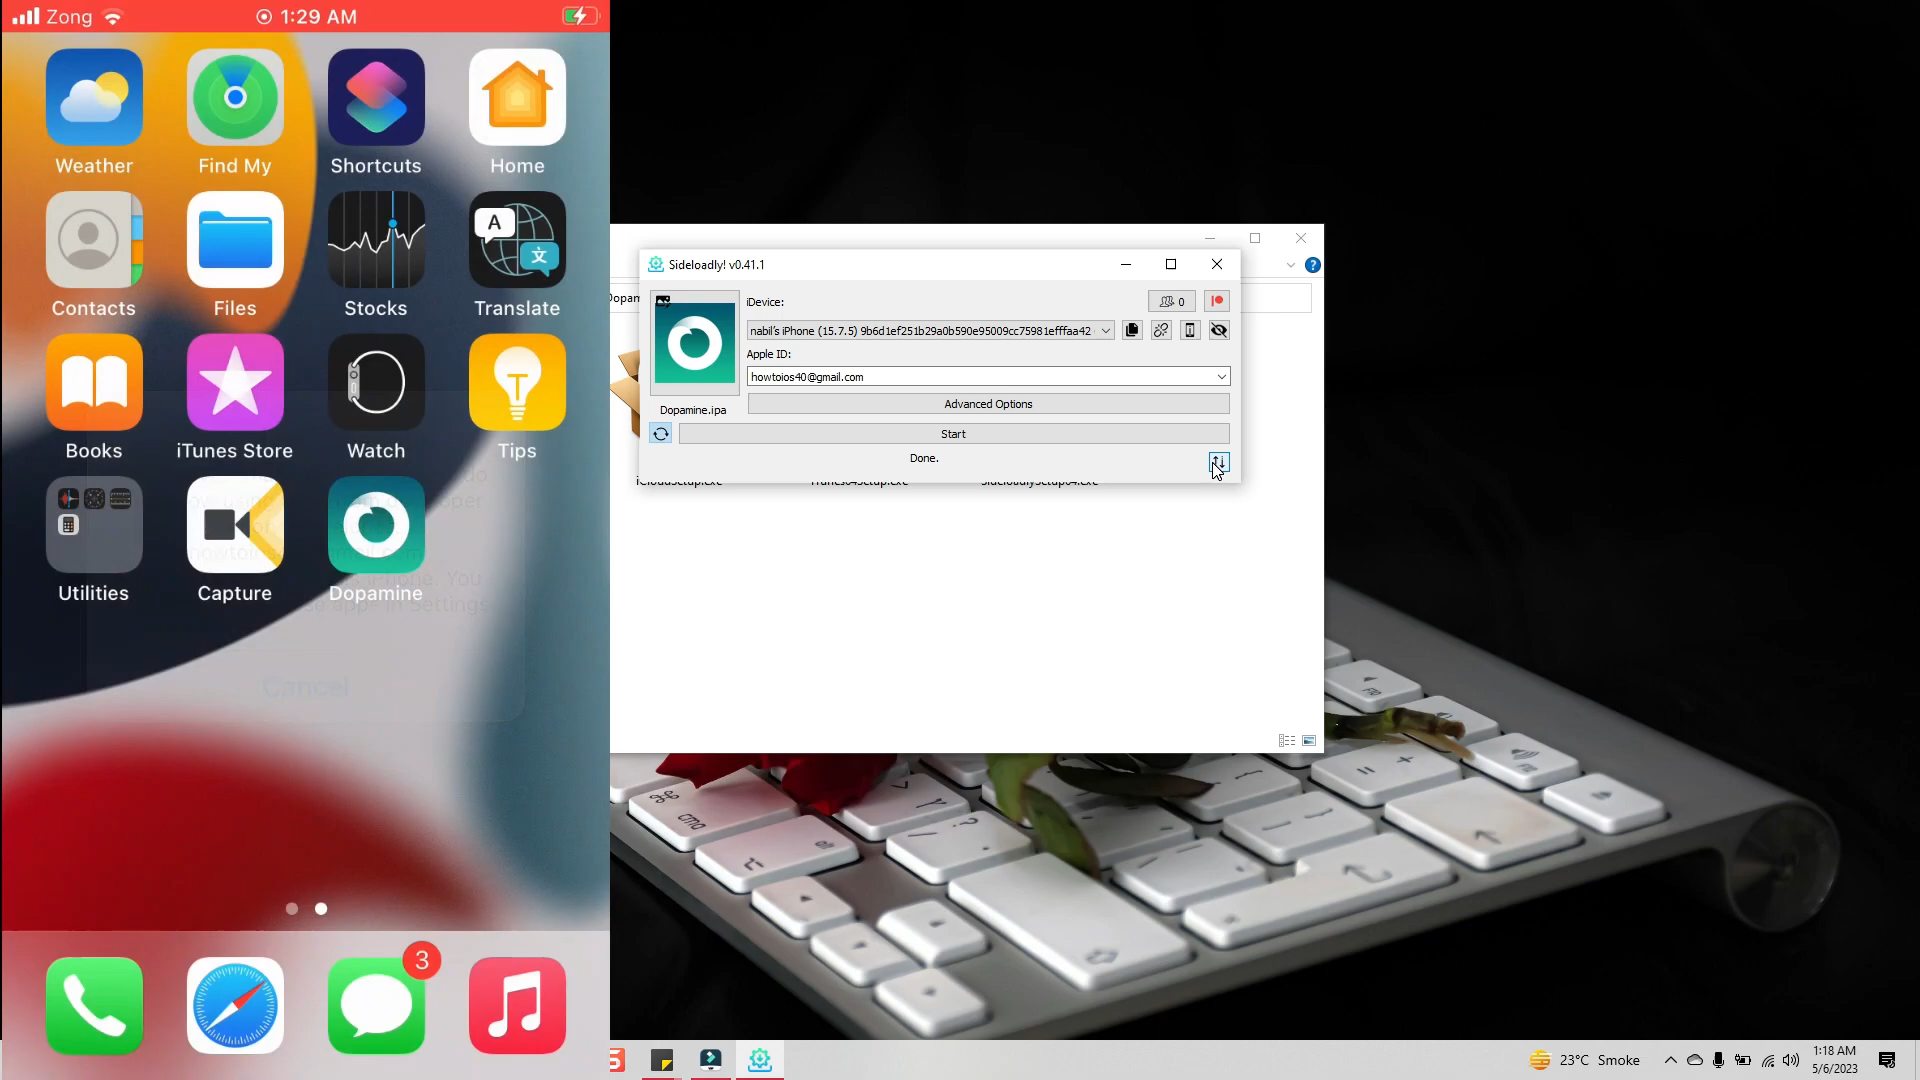 Zong
1:29 AM
Weather
Find My
Shortcuts
Home
A
文
Contacts
Files
Stocks
Translate
Books
iTunes Store
Watch
Tips
Utilities
Capture
Dopamine
Cancel
3
Sideloadly! v0.41.1
iDevice:
0
nabil's iPhone (15.7.5) 9b6d1ef251b29a0b590e95009cc75981efffaa42
Apple ID:
howtoios40@gmail.com
Advanced Options
Dopamine.ipa
Start
Done.
23°C Smoke
1:18 AM
5/6/2023